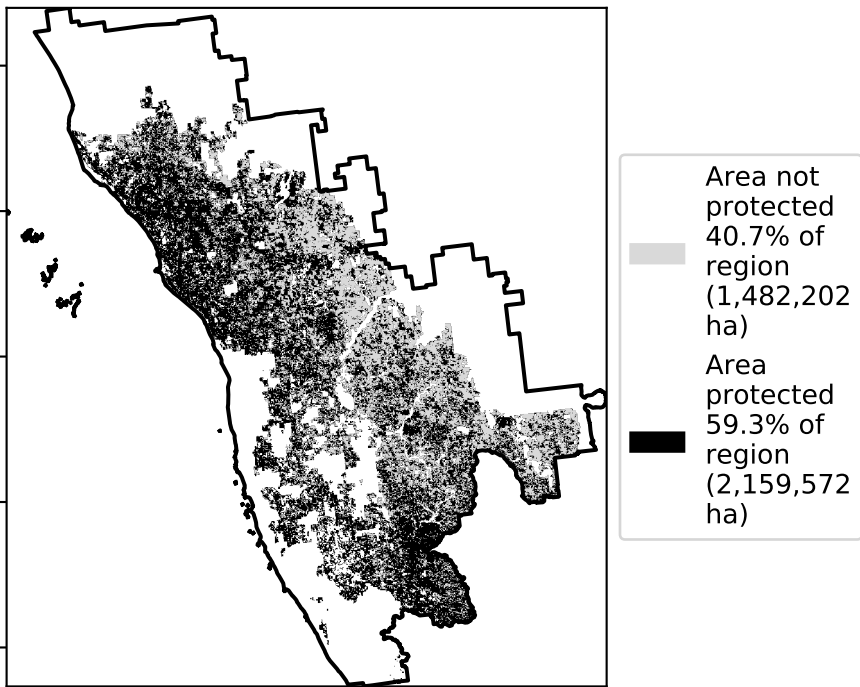 Area not
protected
40.7% of
region
(1,482,202
ha)
Area
protected
59.3% of
region
(2,159,572
ha)